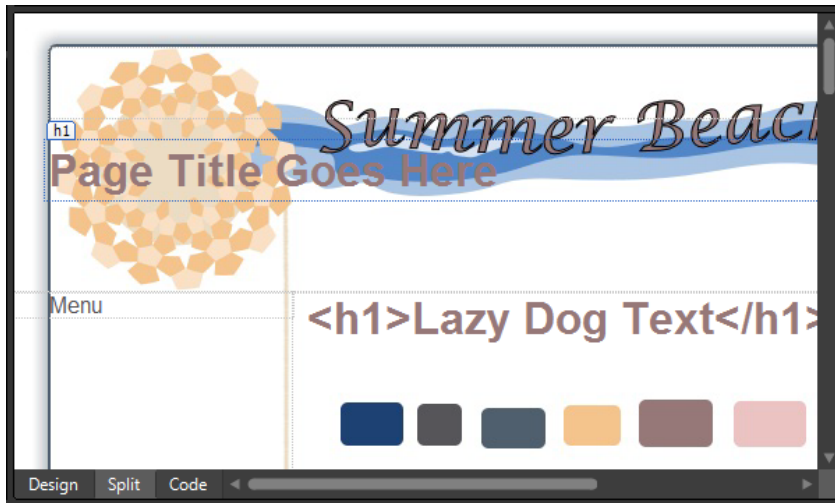 Summer Beac
h1
Page Title Goes Here
Menu
<h1>Lazy Dog Text</h1>
Design Split Code